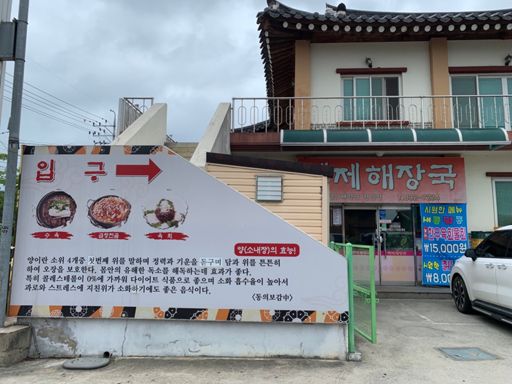 입 구
수육
곱창전골
육회
양(소내장)의 효능!
양이란 소위 4개중 첫번째 위를 말하며 정력과 기운을 돋구며 담과 위를 튼튼히
하여 오장을 보호한다. 몸안의 유해한 독소를 해독하는데 효과가 좋다.
특히 콜레스테롤이 0%에 가까워 다이어트 식품으로 좋으며 소화 흡수율이 높아서
과로와 스트레스에 지친위가 소화하기에도 좋은 음식이다.
<동의보감中>
제해장국
시원한 메뉴
₩15,000원
₩8,0